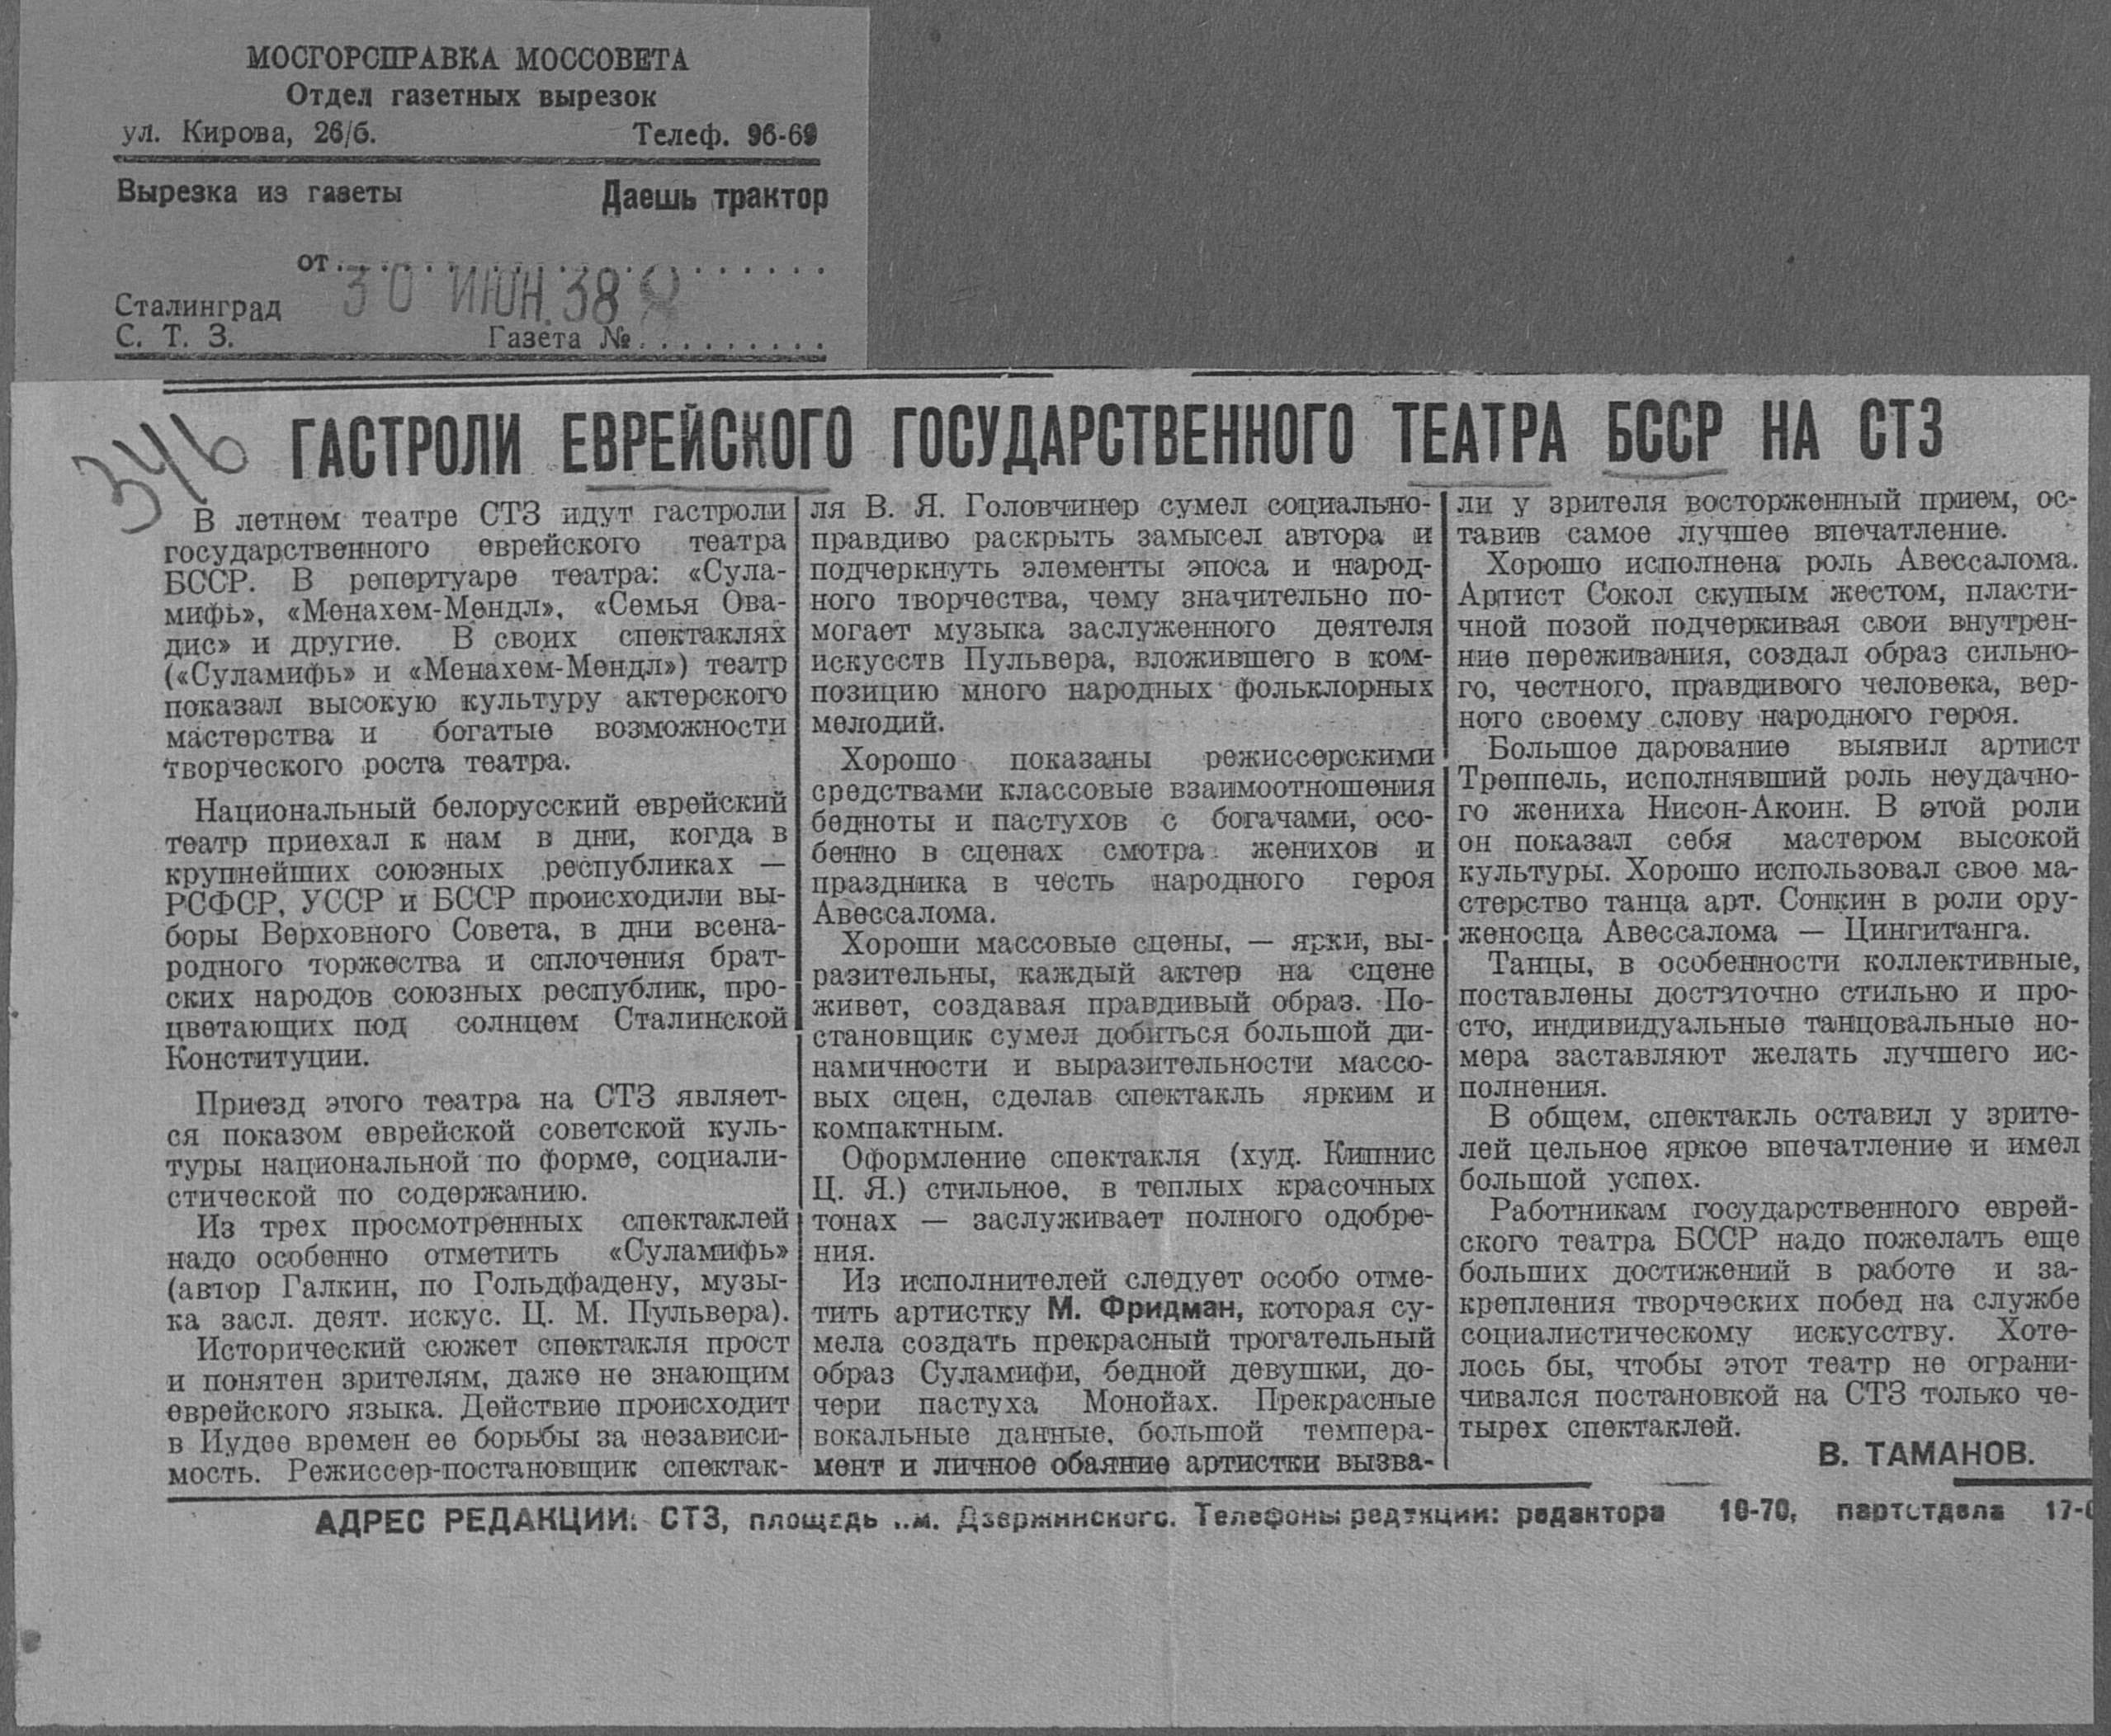 МОСГОРСПРАВКА МОССОВЕТА
Отдел газетных вырезок
ул. Кирова, 26/б. Телеф. 96-69
Вырезка из газеты Даешь трактор
от
30 ИЮН. 38
Сталинград
С. Т. З. Газета №
346
ГАСТРОЛИ ЕВРЕЙСКОГО ГОСУДАРСТВЕННОГО ТЕАТРА БССР НА СТЗ
В летнем театре СТЗ идут гастроли
государственного еврейского театра
БССР. В репертуаре театра: «Сула-
мифь», «Менахем-Мендл», «Семья Ова-
дис» и другие. В своих спектаклях
(«Суламифь» и «Менахем-Мендл») театр
показал высокую культуру актерского
мастерства и богатые возможности
творческого роста театра.
Национальный белорусский еврейский
театр приехал к нам в дни, когда в
крупнейших союзных республиках —
РСФСР, УССР и БССР происходили вы-
боры Верховного Совета, в дни всена-
родного торжества и сплочения брат-
ских народов союзных республик, про-
цветающих под солнцем Сталинской
Конституции.
Приезд этого театра на СТЗ являет-
ся показом еврейской советской куль-
туры национальной по форме, социали-
стической по содержанию.
Из трех просмотренных спектаклей
надо особенно отметить «Суламифь»
(автор Галкин, по Гольдфадену, музы-
ка засл. деят. искус. Ц. М. Пульвера).
Исторический сюжет спектакля прост
и понятен зрителям, даже не знающим
еврейского языка. Действие происходит
в Иудее времен ее борьбы за независи-
мость. Режиссер-постановщик спектак-
ля В. Я. Головчинер сумел социально-
правдиво раскрыть замысел автора и
подчеркнуть элементы эпоса и народ-
ного творчества, чему значительно по-
могает музыка заслуженного деятеля
искусств Пульвера, вложившего в ком-
позицию много народных фольклорных
мелодий.
Хорошо показаны режиссерскими
средствами классовые взаимоотношения
бедноты и пастухов с богачами, осо-
бенно в сценах смотра женихов и
праздника в честь народного героя
Авессалома.
Хороши массовые сцены, — ярки, вы-
разительны, каждый актер на сцене
живет, создавая правдивый образ. По-
становщик сумел добиться большой ди-
намичности и выразительности массо-
вых сцен, сделав спектакль ярким и
компактным.
Оформление спектакля (худ. Кипнис
Ц. Я.) стильное, в теплых красочных
тонах — заслуживает полного одобре-
ния.
Из исполнителей следует особо отме-
тить артистку М. Фридман, которая су-
мела создать прекрасный трогательный
образ Суламифи, бедной девушки, до-
чери пастуха Монойах. Прекрасные
вокальные данные, большой темпера-
мент и личное обаяние артистки вызва-
ли у зрителя восторженный прием, ос-
тавив самое лучшее впечатление.
Хорошо исполнена роль Авессалома.
Артист Сокол скупым жестом, пласти-
чной позой подчеркивая свои внутрен-
ние переживания, создал образ сильно-
го, честного, правдивого человека, вер-
ного своему слову народного героя.
Большое дарование выявил артист
Треппель, исполнявший роль неудачно-
го жениха Нисон-Акоин. В этой роли
он показал себя мастером высокой
культуры. Хорошо использовал свое ма-
стерство танца арт. Сонкин в роли ору-
женосца Авессалома — Цингитанга.
Танцы, в особенности коллективные,
поставлены достаточно стильно и про-
сто, индивидуальные танцовальные но-
мера заставляют желать лучшего ис-
полнения.
В общем, спектакль оставил у зрите-
лей цельное яркое впечатление и имел
большой успех.
Работникам государственного еврей-
ского театра БССР надо пожелать еще
больших достижений в работе и за-
крепления творческих побед на службе
социалистическому искусству. Хоте-
лось бы, чтобы этот театр не ограни-
чивался постановкой на СТЗ только че-
тырех спектаклей.
В. ТАМАНОВ.
АДРЕС РЕДАКЦИИ: СТЗ, площадь им. Дзержинского. Телефоны редакции: редактора 10-70, партотдела